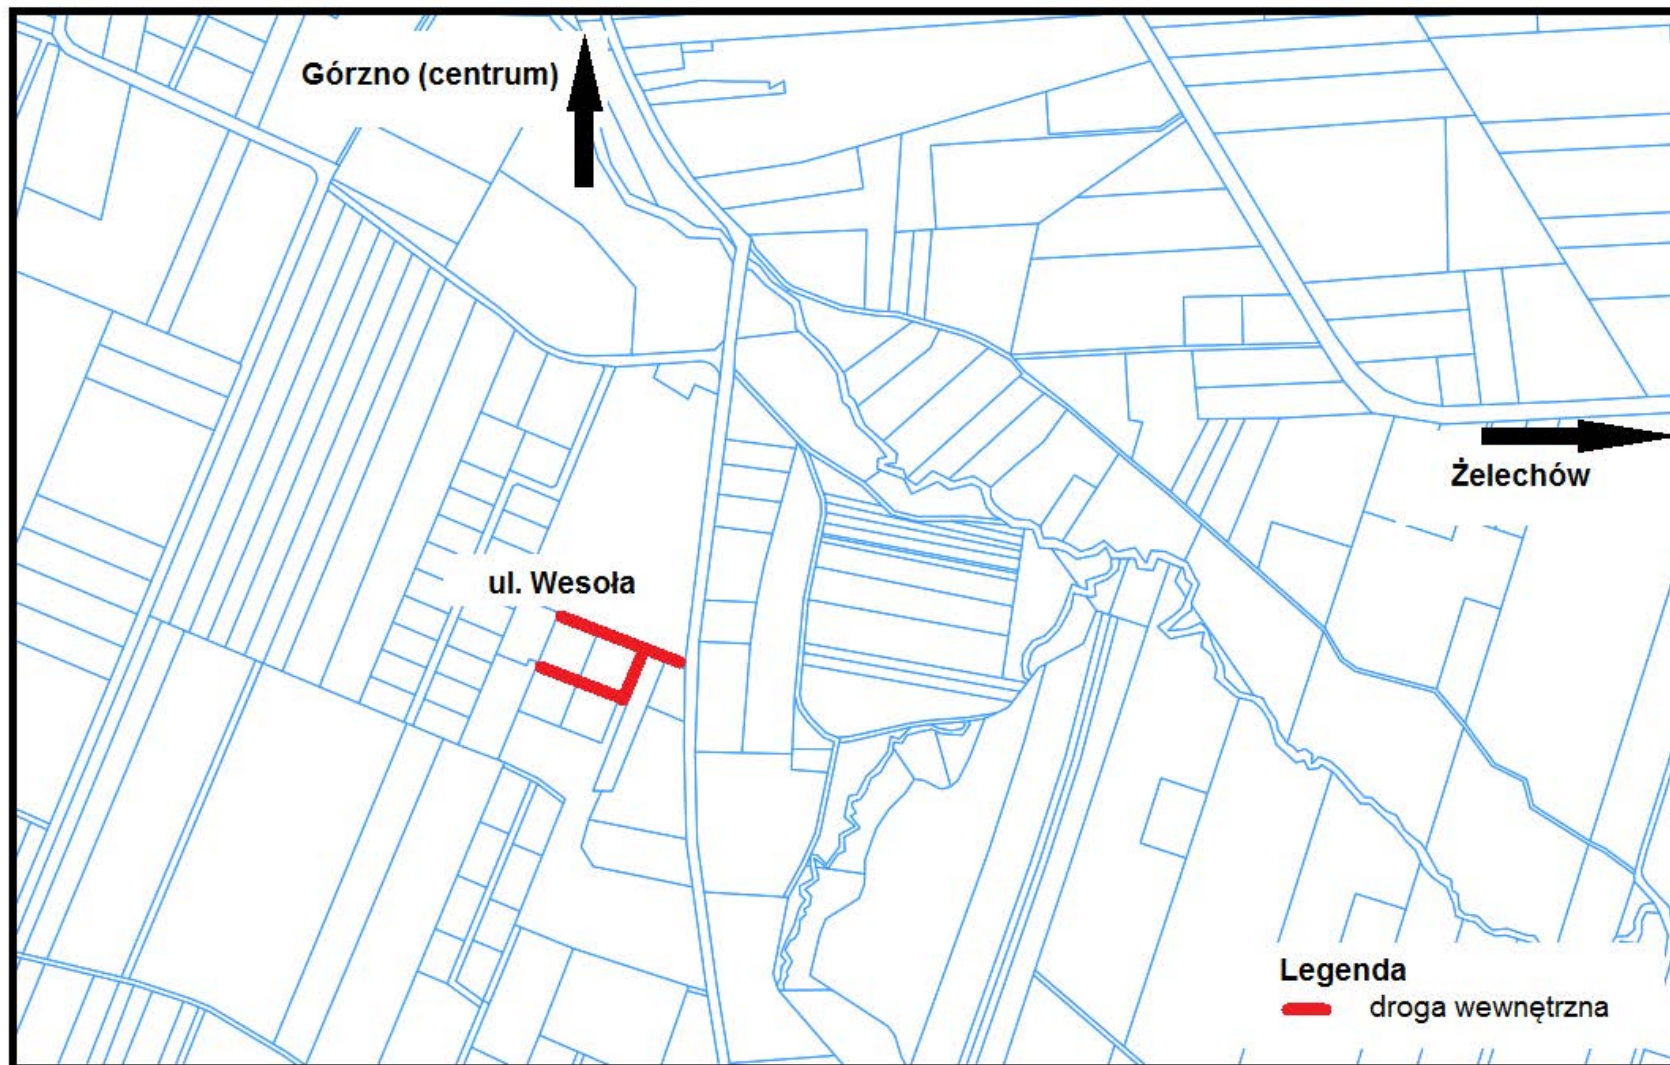 Górzno (centrum)
Żelechów
ul. Wesoła
Legenda
droga wewnętrzna